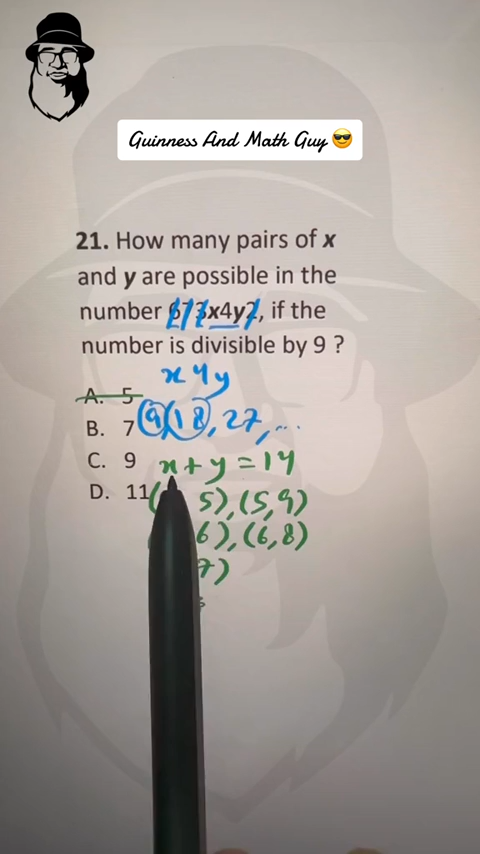 Guinness And Math Guy 😎
21. How many pairs of x
and y are possible in the
number 673x4y2, if the
number is divisible by 9 ?
x4y
A. 5
B. 7
(9)(18), 27, ...
C. 9
x + y = 14
D. 11
( 5), (5,9)
6), (6,8)
7)